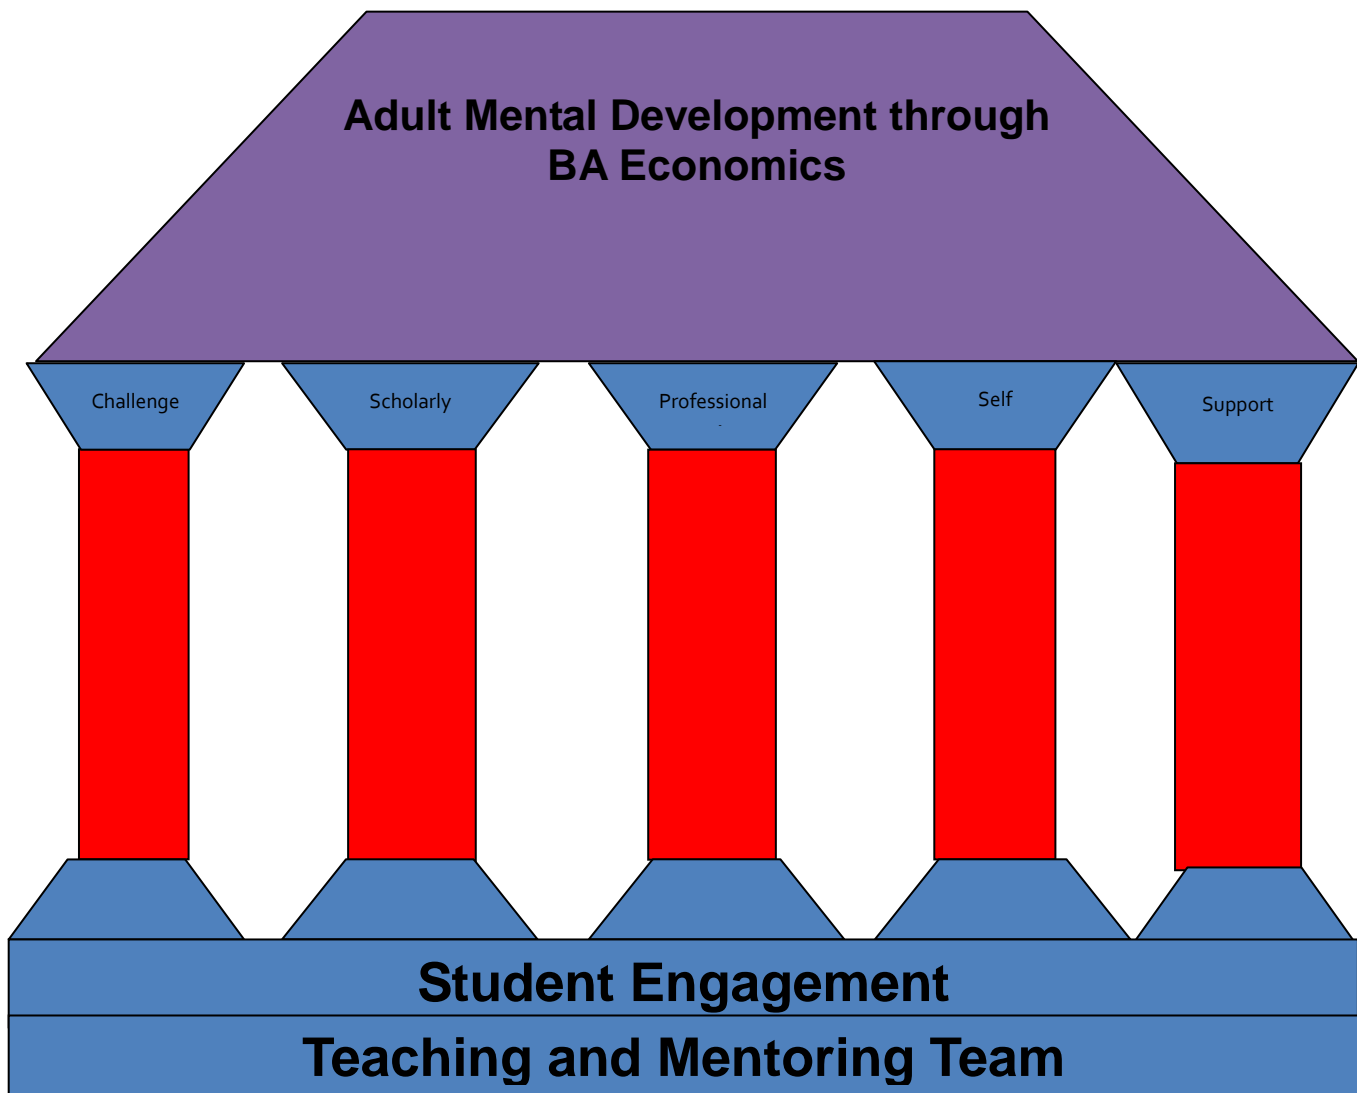 Adult Mental Development through
BA Economics
Challenge
Scholarly
Professional
Self
Support
Student Engagement
Teaching and Mentoring Team